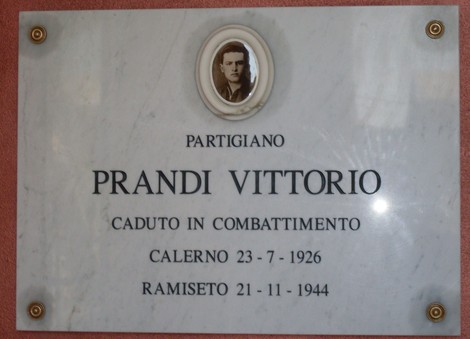 PARTIGIANO
PRANDI VITTORIO
CADUTO IN COMBATTIMENTO
CALERNO 23 - 7 - 1926
RAMISETO 21 - 11 - 1944